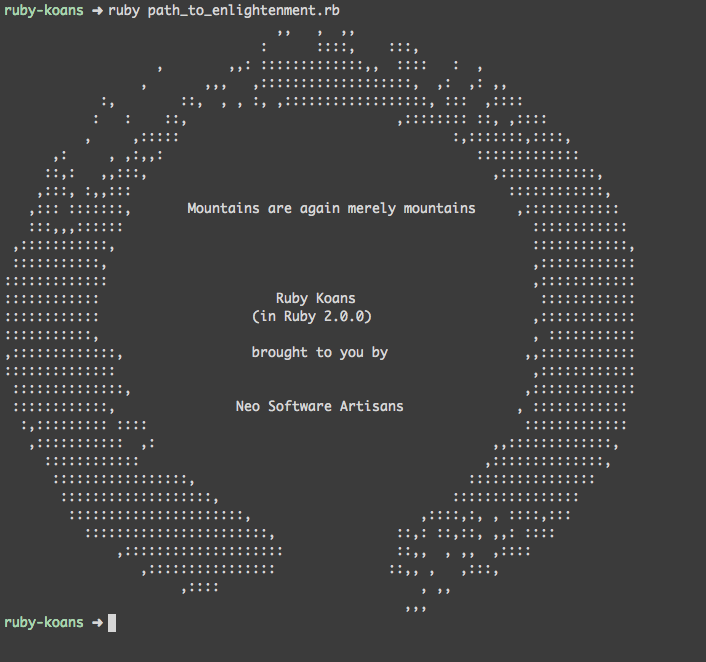 ruby-koans ➜ ruby path_to_enlightenment.rb
Mountains are again merely mountains
Ruby Koans
(in Ruby 2.0.0)
brought to you by
Neo Software Artisans
ruby-koans ➜